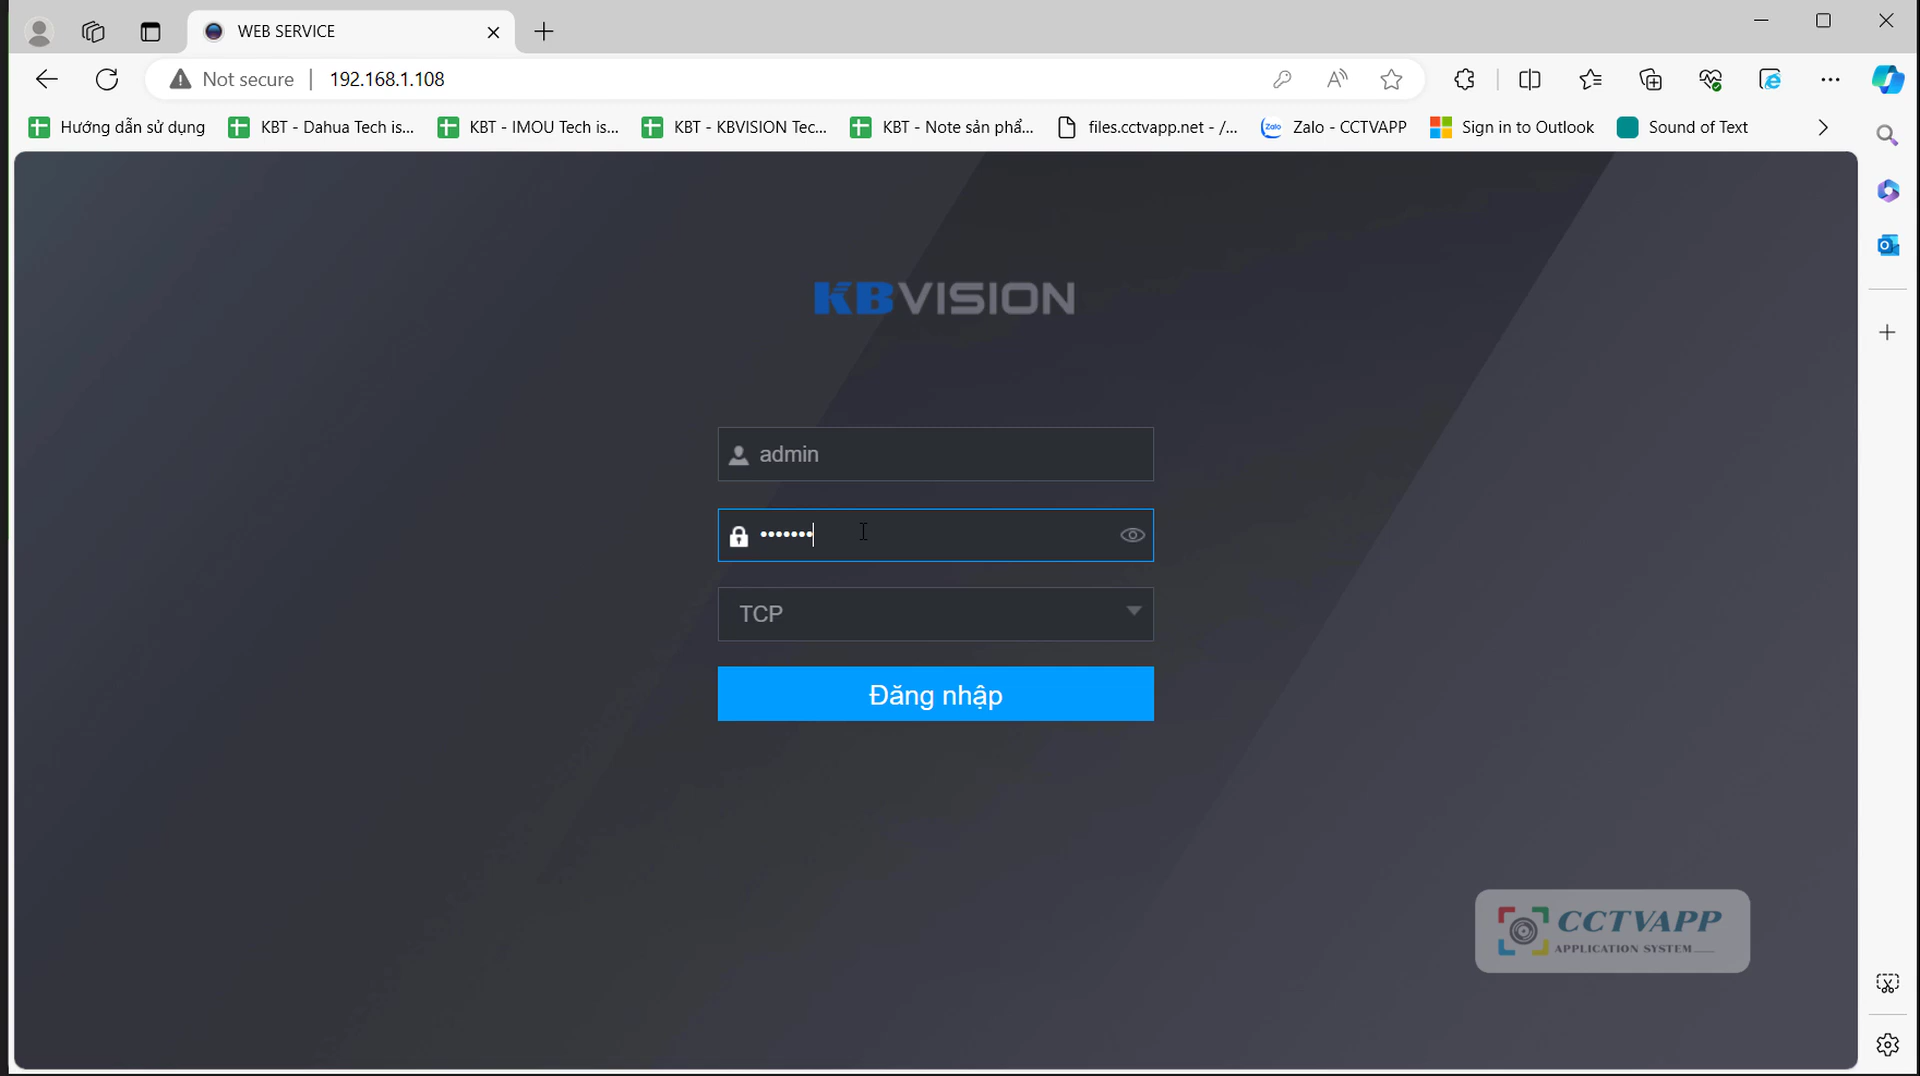 WEB SERVICE
Not secure
192.168.1.108
Hướng dẫn sử dụng
KBT - Dahua Tech is...
KBT - IMOU Tech is...
KBT - KBVISION Tec...
KBT - Note sản phẩ...
files.cctvapp.net - /...
Zalo
Zalo - CCTVAPP
Sign in to Outlook
Sound of Text
KBVISION
admin
•••••••
TCP
Đăng nhập
CCTVAPP
APPLICATION SYSTEM